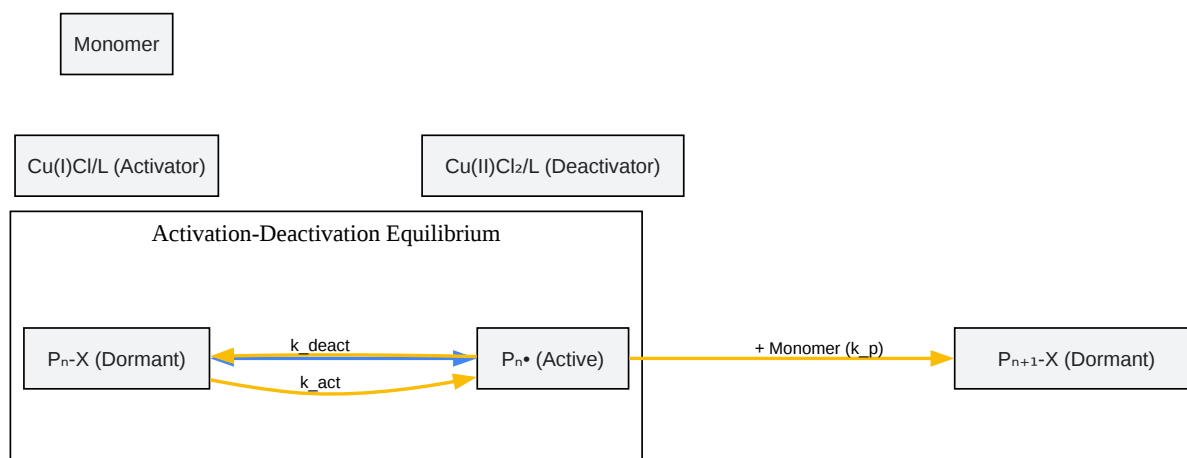 Monomer
Cu(I)Cl/L (Activator)
Cu(II)Cl₂/L (Deactivator)
Activation-Deactivation Equilibrium
Pₙ-X (Dormant)
k_deact
k_act
Pₙ• (Active)
+ Monomer (k_p)
Pₙ₊₁-X (Dormant)